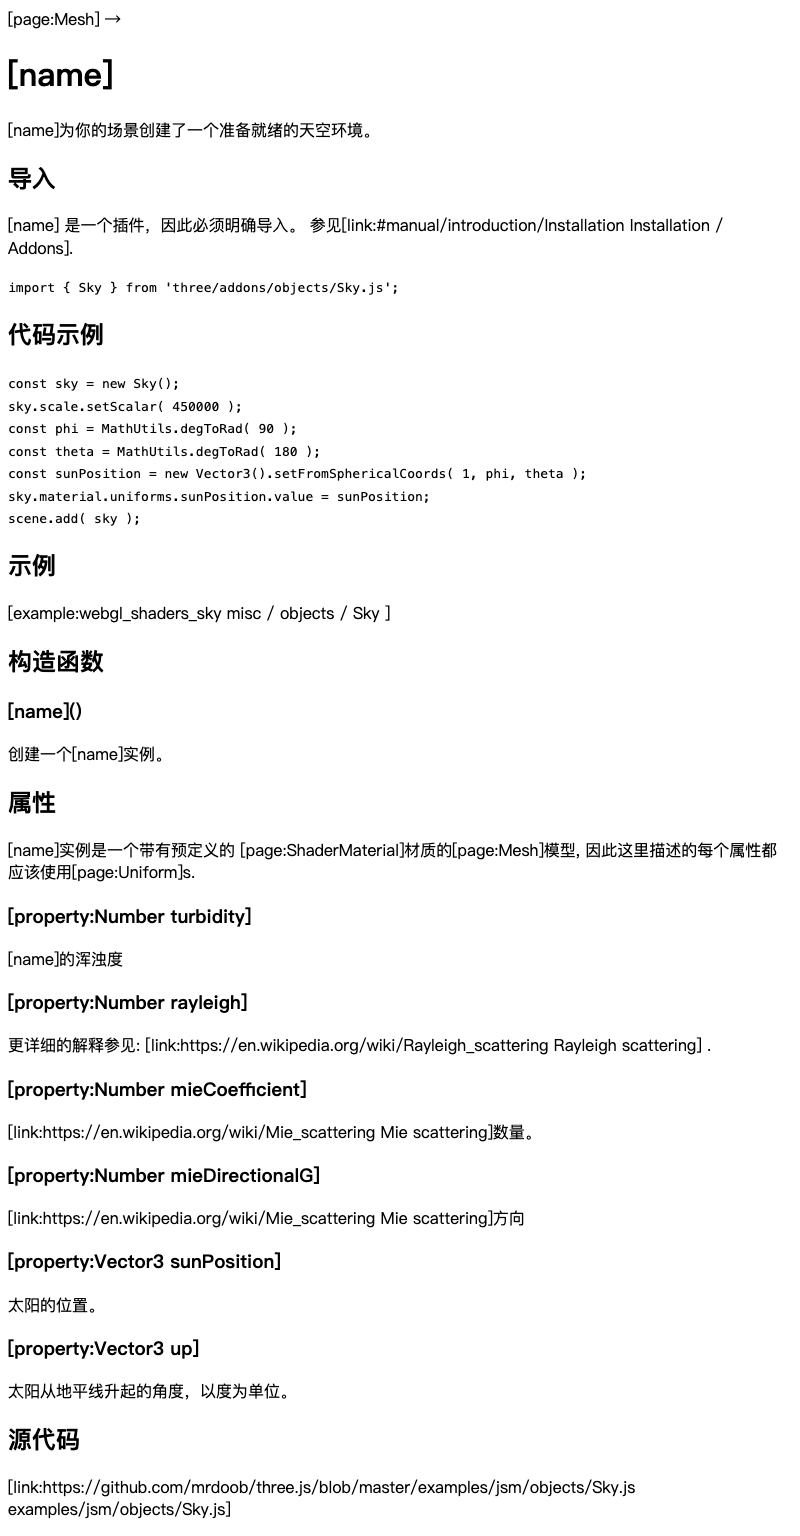 [page:Mesh] →
[name]
[name]为你的场景创建了一个准备就绪的天空环境。
导入
[name] 是一个插件，因此必须明确导入。 参见[link:#manual/introduction/Installation Installation /
Addons].
import { Sky } from 'three/addons/objects/Sky.js';
代码示例
const sky = new Sky();
sky.scale.setScalar( 450000 );
const phi = MathUtils.degToRad( 90 );
const theta = MathUtils.degToRad( 180 );
const sunPosition = new Vector3().setFromSphericalCoords( 1, phi, theta );
sky.material.uniforms.sunPosition.value = sunPosition;
scene.add( sky );
示例
[example:webgl_shaders_sky misc / objects / Sky ]
构造函数
[name]()
创建一个[name]实例。
属性
[name]实例是一个带有预定义的 [page:ShaderMaterial]材质的[page:Mesh]模型, 因此这里描述的每个属性都
应该使用[page:Uniform]s.
[property:Number turbidity]
[name]的浑浊度
[property:Number rayleigh]
更详细的解释参见: [link:https://en.wikipedia.org/wiki/Rayleigh_scattering Rayleigh scattering] .
[property:Number mieCoefficient]
[link:https://en.wikipedia.org/wiki/Mie_scattering Mie scattering]数量。
[property:Number mieDirectionalG]
[link:https://en.wikipedia.org/wiki/Mie_scattering Mie scattering]方向
[property:Vector3 sunPosition]
太阳的位置。
[property:Vector3 up]
太阳从地平线升起的角度，以度为单位。
源代码
[link:https://github.com/mrdoob/three.js/blob/master/examples/jsm/objects/Sky.js
examples/jsm/objects/Sky.js]